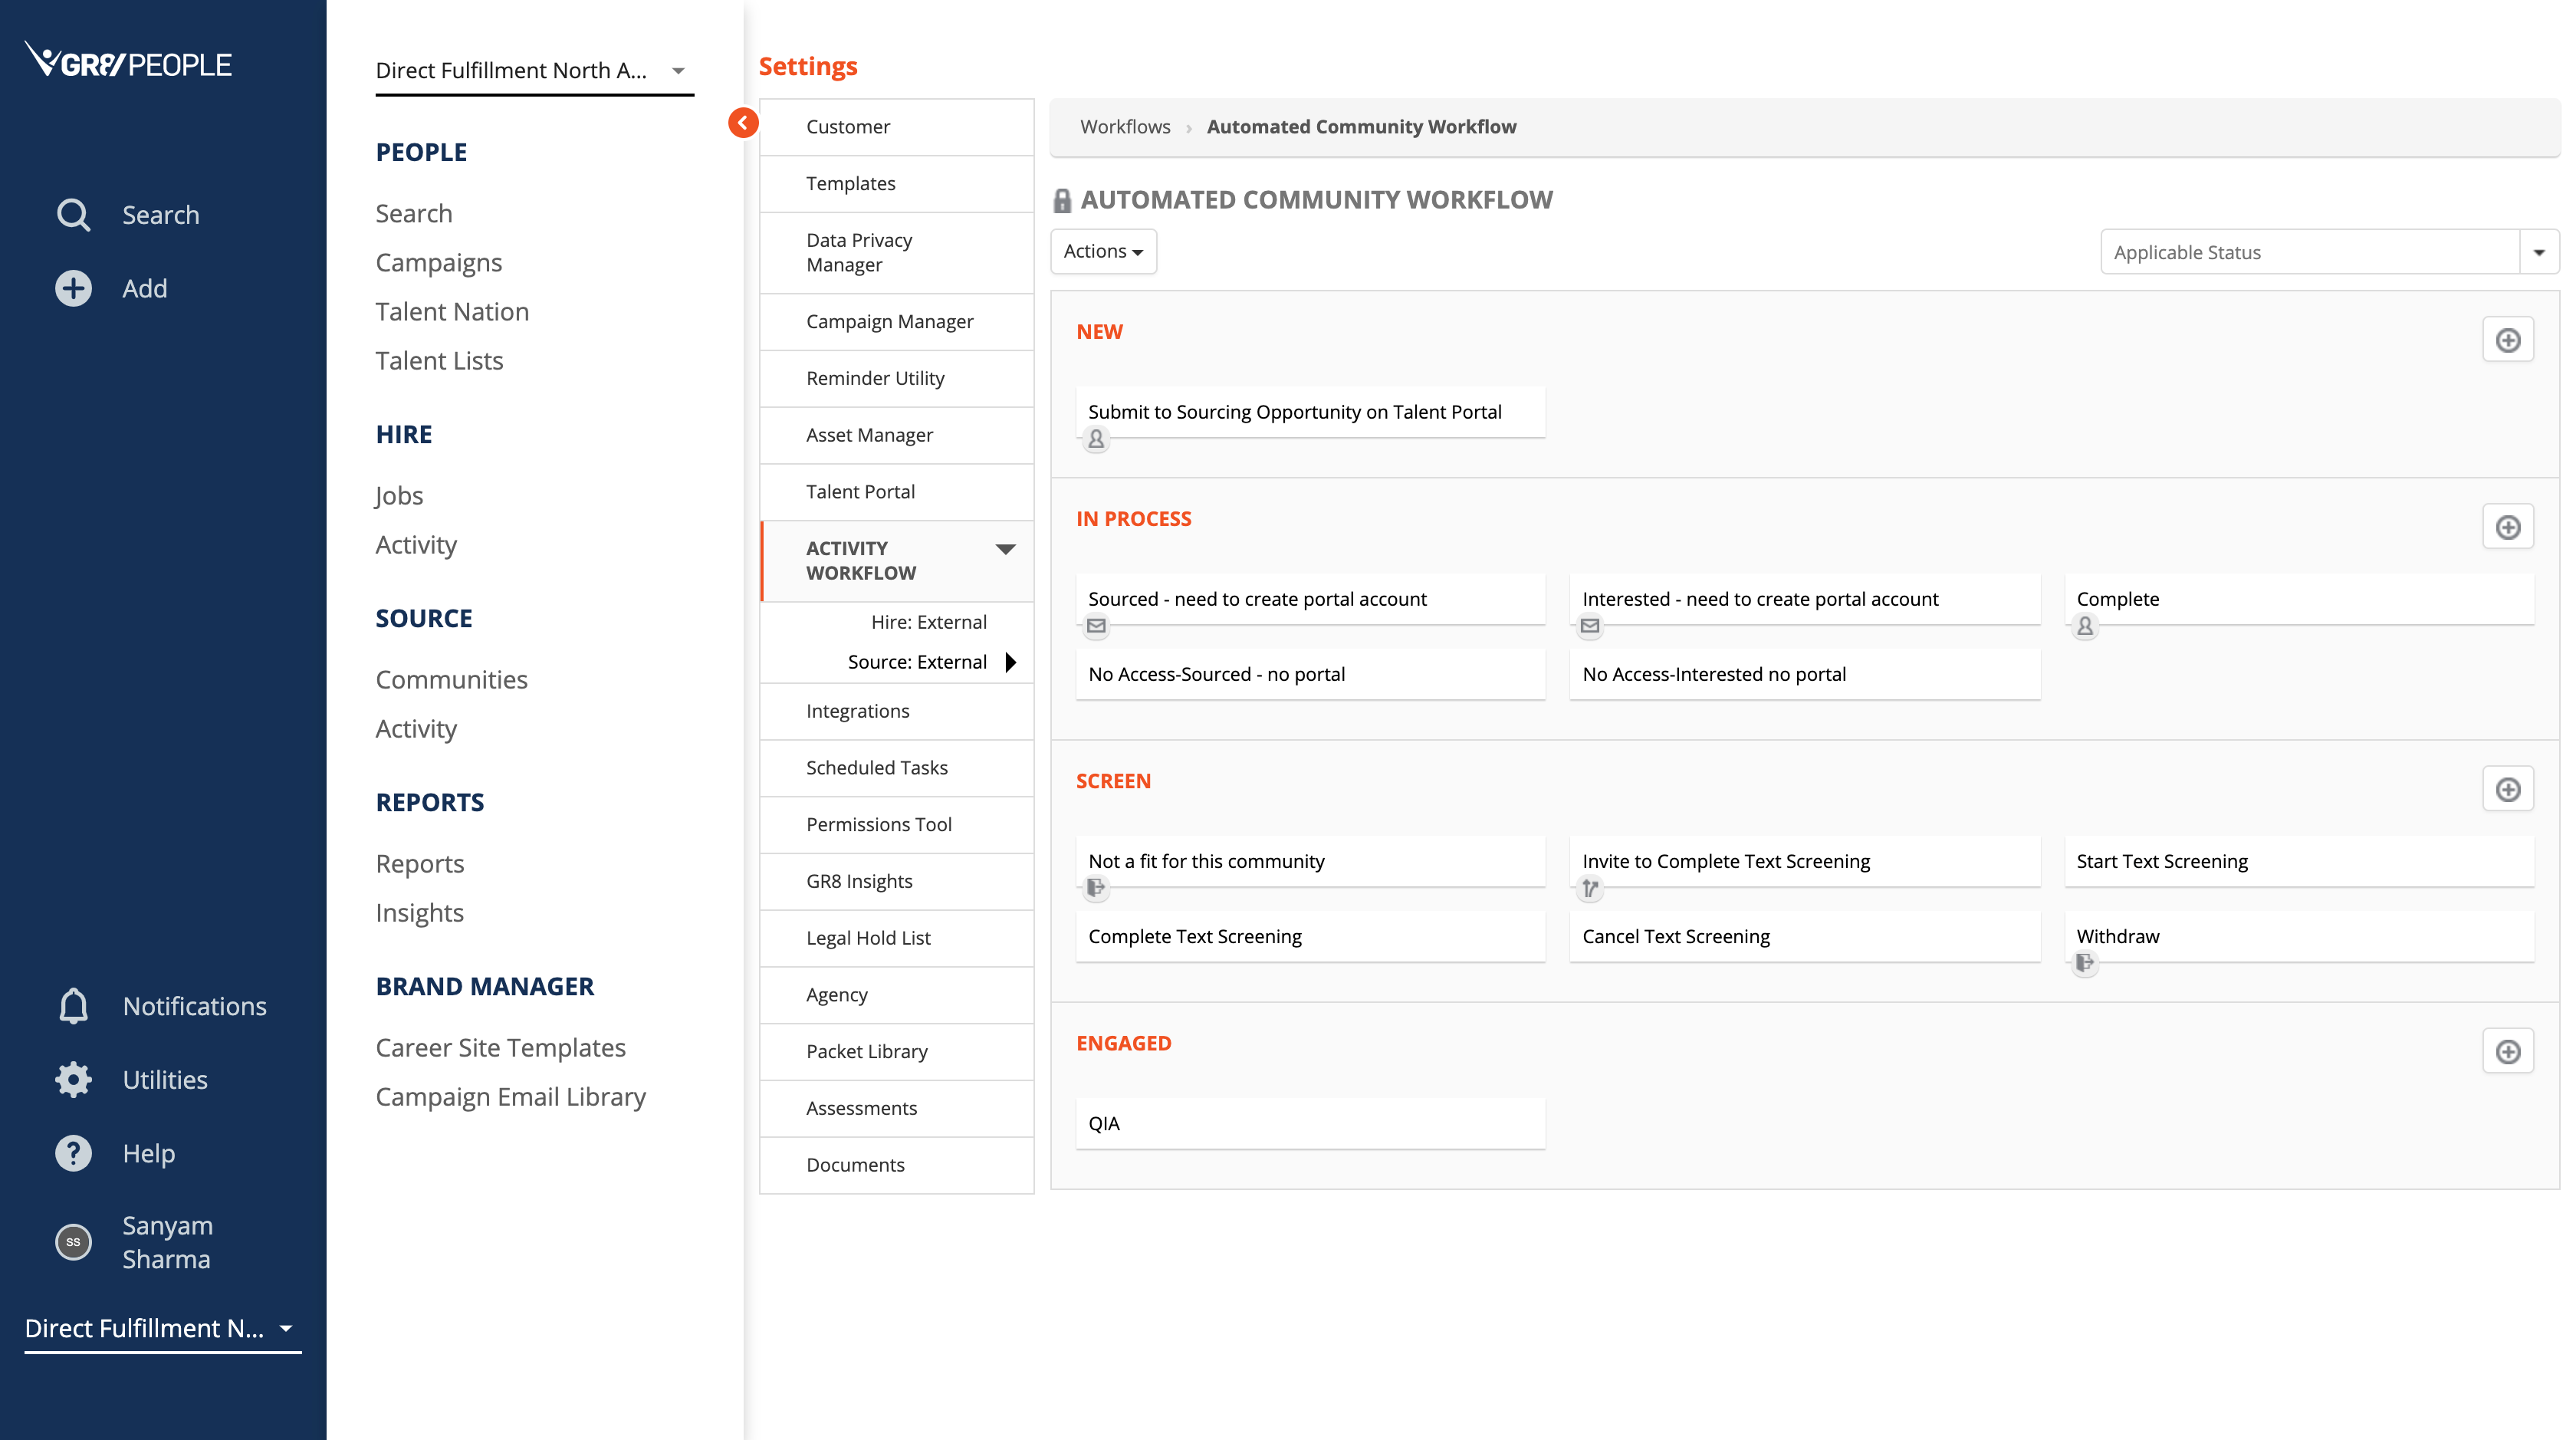 GR8 PEOPLE
Search
Add
Notifications
Utilities
Help
SS
Sanyam
Sharma
Direct Fulfillment N...
Direct Fulfillment North A...
PEOPLE
Search
Campaigns
Talent Nation
Talent Lists
HIRE
Jobs
Activity
SOURCE
Communities
Activity
REPORTS
Reports
Insights
BRAND MANAGER
Career Site Templates
Campaign Email Library
Settings
Customer
Templates
Data Privacy
Manager
Campaign Manager
Reminder Utility
Asset Manager
Talent Portal
ACTIVITY
WORKFLOW
Hire: External
Source: External
Integrations
Scheduled Tasks
Permissions Tool
GR8 Insights
Legal Hold List
Agency
Packet Library
Assessments
Documents
Workflows › Automated Community Workflow
AUTOMATED COMMUNITY WORKFLOW
Actions
Applicable Status
NEW
Submit to Sourcing Opportunity on Talent Portal
IN PROCESS
Sourced - need to create portal account
Interested - need to create portal account
Complete
No Access-Sourced - no portal
No Access-Interested no portal
SCREEN
Not a fit for this community
Invite to Complete Text Screening
Start Text Screening
Complete Text Screening
Cancel Text Screening
Withdraw
ENGAGED
QIA